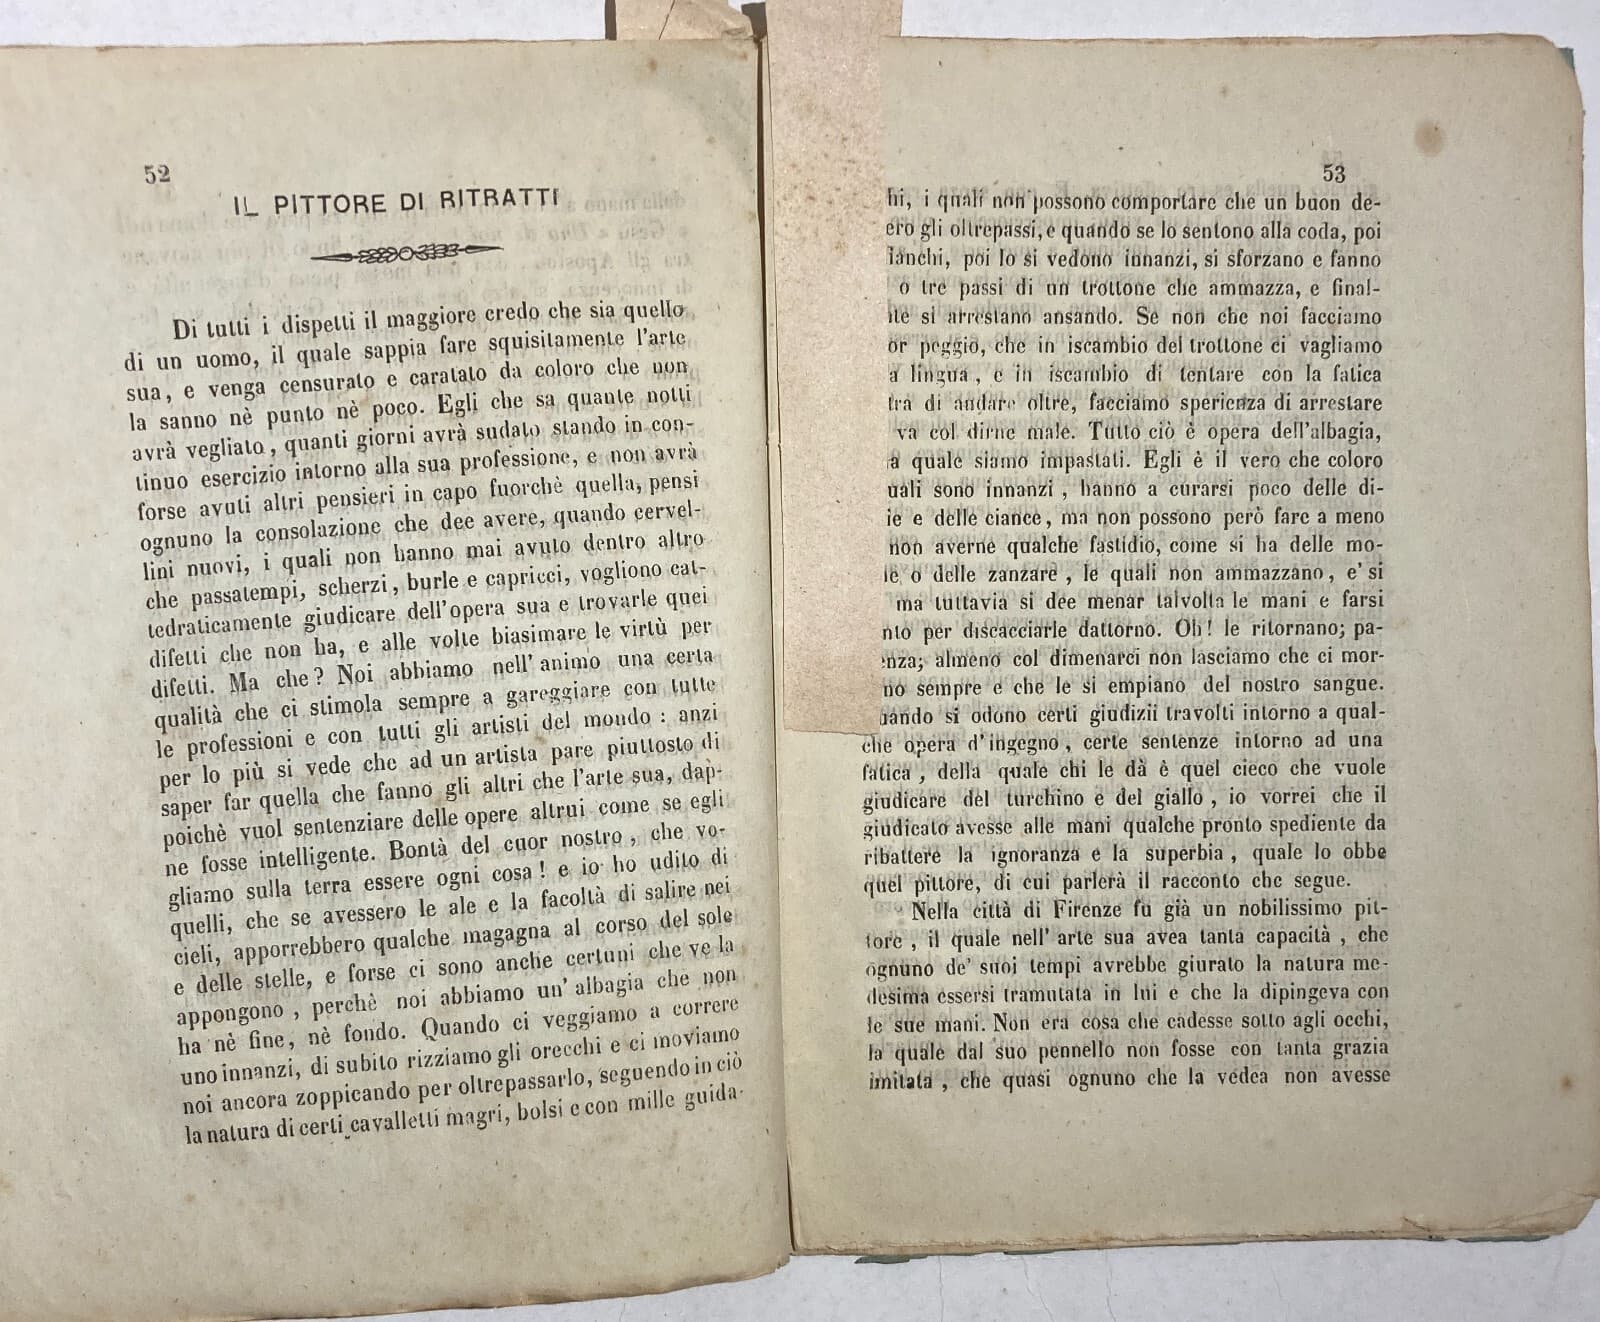 52
IL PITTORE DI RITRATTI
Di tutti i dispetti il maggiore credo che sia quello
di un uomo, il quale sappia fare squisitamente l'arte
sua, e venga censurato e caratato da coloro che non
la sanno nè punto nè poco. Egli che sa quante notti
avrà vegliato, quanti giorni avrà sudato stando in con-
tinuo esercizio intorno alla sua professione, e non avrà
forse avuti altri pensieri in capo fuorchè quella, pensi
ognuno la consolazione che dee avere, quando cervel-
lini nuovi, i quali non hanno mai avuto dentro altro
che passatempi, scherzi, burle e capricci, vogliono cat-
tedraticamente giudicare dell'opera sua e trovarle quei
difetti che non ha, e alle volte biasimare le virtù per
difetti. Ma che? Noi abbiamo nell'animo una certa
qualità che ci stimola sempre a gareggiare con tutte
le professioni e con tutti gli artisti del mondo: anzi
per lo più si vede che ad un artista pare piuttosto di
saper far quella che fanno gli altri che l'arte sua, dap-
poichè vuol sentenziare delle opere altrui come se egli
ne fosse intelligente. Bontà del cuor nostro, che vo-
gliamo sulla terra essere ogni cosa! e io ho udito di
quelli, che se avessero le ale e la facoltà di salire nei
cieli, apporrebbero qualche magagna al corso del sole
e delle stelle, e forse ci sono anche certuni che ve la
appongono, perchè noi abbiamo un'albagia che non
ha nè fine, nè fondo. Quando ci veggiamo a correre
uno innanzi, di subito rizziamo gli orecchi e ci moviamo
noi ancora zoppicando per oltrepassarlo, seguendo in ciò
la natura di certi cavalletti magri, bolsi e con mille guida-
53
hi, i quali non possono comportare che un buon de-
ero gli oltrepassi, e quando se lo sentono alla coda, poi
ianchi, poi lo si vedono innanzi, si sforzano e fanno
o tre passi di un trottone che ammazza, e final-
nte si arrestano ansando. Se non che noi facciamo
or peggio, che in iscambio del trottone ci vagliamo
a lingua, e in iscambio di tentare con la fatica
tra di andare oltre, facciamo sperienza di arrestare
va col dirne male. Tutto ciò è opera dell'albagia,
a quale siamo impastati. Egli è il vero che coloro
uali sono innanzi, hanno a curarsi poco delle di-
ie e delle ciance, ma non possono però fare a meno
non averne qualche fastidio, come si ha delle mo-
e o delle zanzare, le quali non ammazzano, e' si
ma tuttavia si dee menar talvolta le mani e farsi
nto per discacciarle dattorno. Oh! le ritornano; pa-
nza; almeno col dimenarci non lasciamo che ci mor-
no sempre e che le si empiano del nostro sangue.
uando si odono certi giudizii travolti intorno a qual-
che opera d'ingegno, certe sentenze intorno ad una
fatica, della quale chi le dà è quel cieco che vuole
giudicare del turchino e del giallo, io vorrei che il
giudicato avesse alle mani qualche pronto spediente da
ribattere la ignoranza e la superbia, quale lo obbe
quel pittore, di cui parlerà il racconto che segue.
Nella città di Firenze fu già un nobilissimo pit-
tore, il quale nell'arte sua avea tanta capacità, che
ognuno de' suoi tempi avrebbe giurato la natura me-
desima essersi tramutata in lui e che la dipingeva con
le sue mani. Non era cosa che cadesse sotto agli occhi,
la quale dal suo pennello non fosse con tanta grazia
imitata, che quasi ognuno che la vedea non avesse